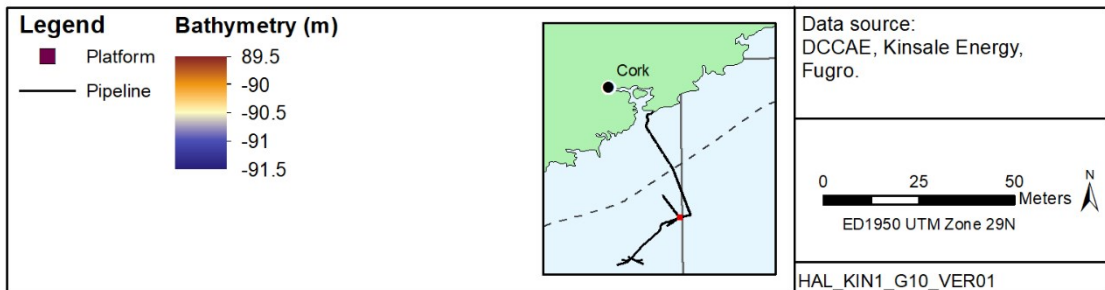 Legend
Platform
Pipeline
Bathymetry (m)
89.5
-90
-90.5
-91
-91.5
Cork
Data source:
DCCAE, Kinsale Energy,
Fugro.
N
0 25 50
Meters
ED1950 UTM Zone 29N
HAL_KIN1_G10_VER01